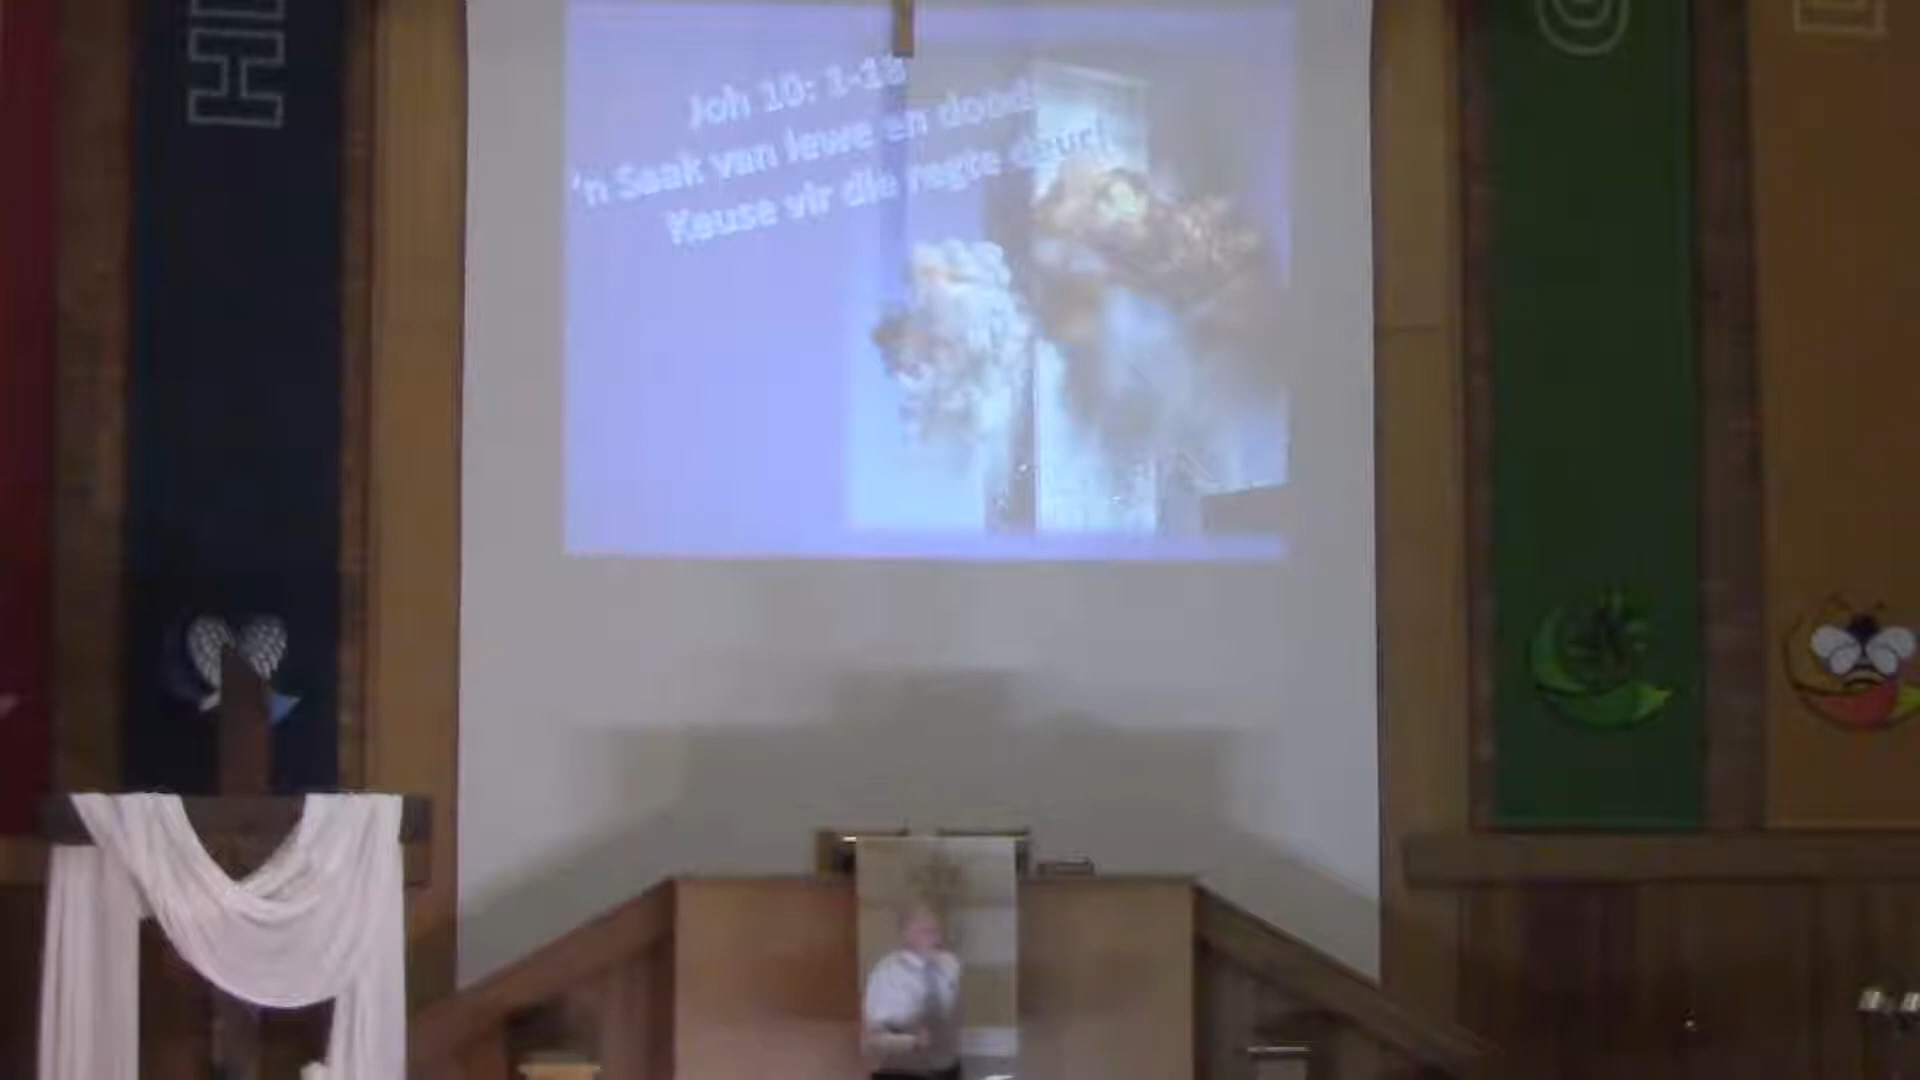 Joh 10: 1-18
'n Saak van lewe en dood:
Keuse vir die regte deur!
H